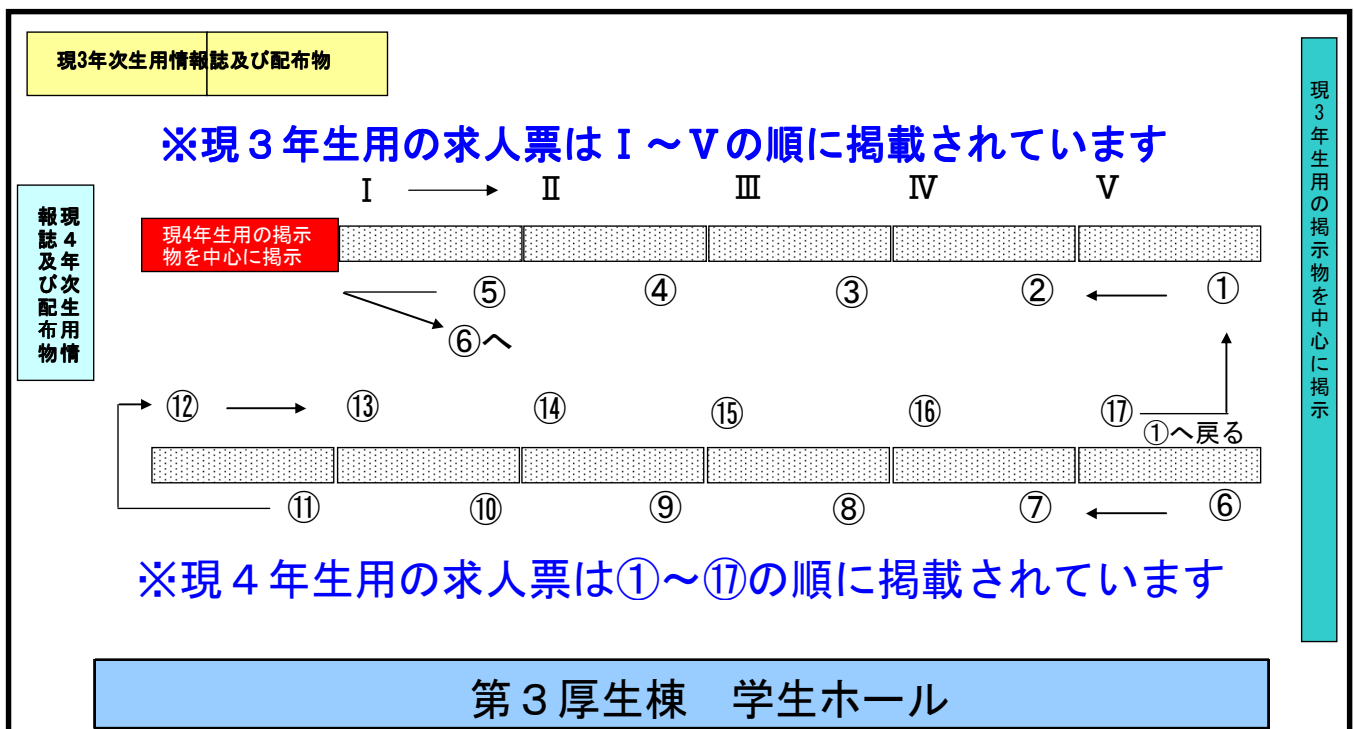 現3年次生用情報誌及び配布物
※現３年生用の求人票はⅠ～Ⅴの順に掲載されています
Ⅰ Ⅱ Ⅲ Ⅳ Ⅴ
現４年次生用情
報誌及び配布物
現4年生用の掲示
物を中心に掲示
現３年生用の掲示物を中心に掲示
⑤ ④ ③ ② ①
⑥へ
⑫ ⑬ ⑭ ⑮ ⑯ ⑰
①へ戻る
⑪ ⑩ ⑨ ⑧ ⑦ ⑥
※現４年生用の求人票は①～⑰の順に掲載されています
第３厚生棟　学生ホール